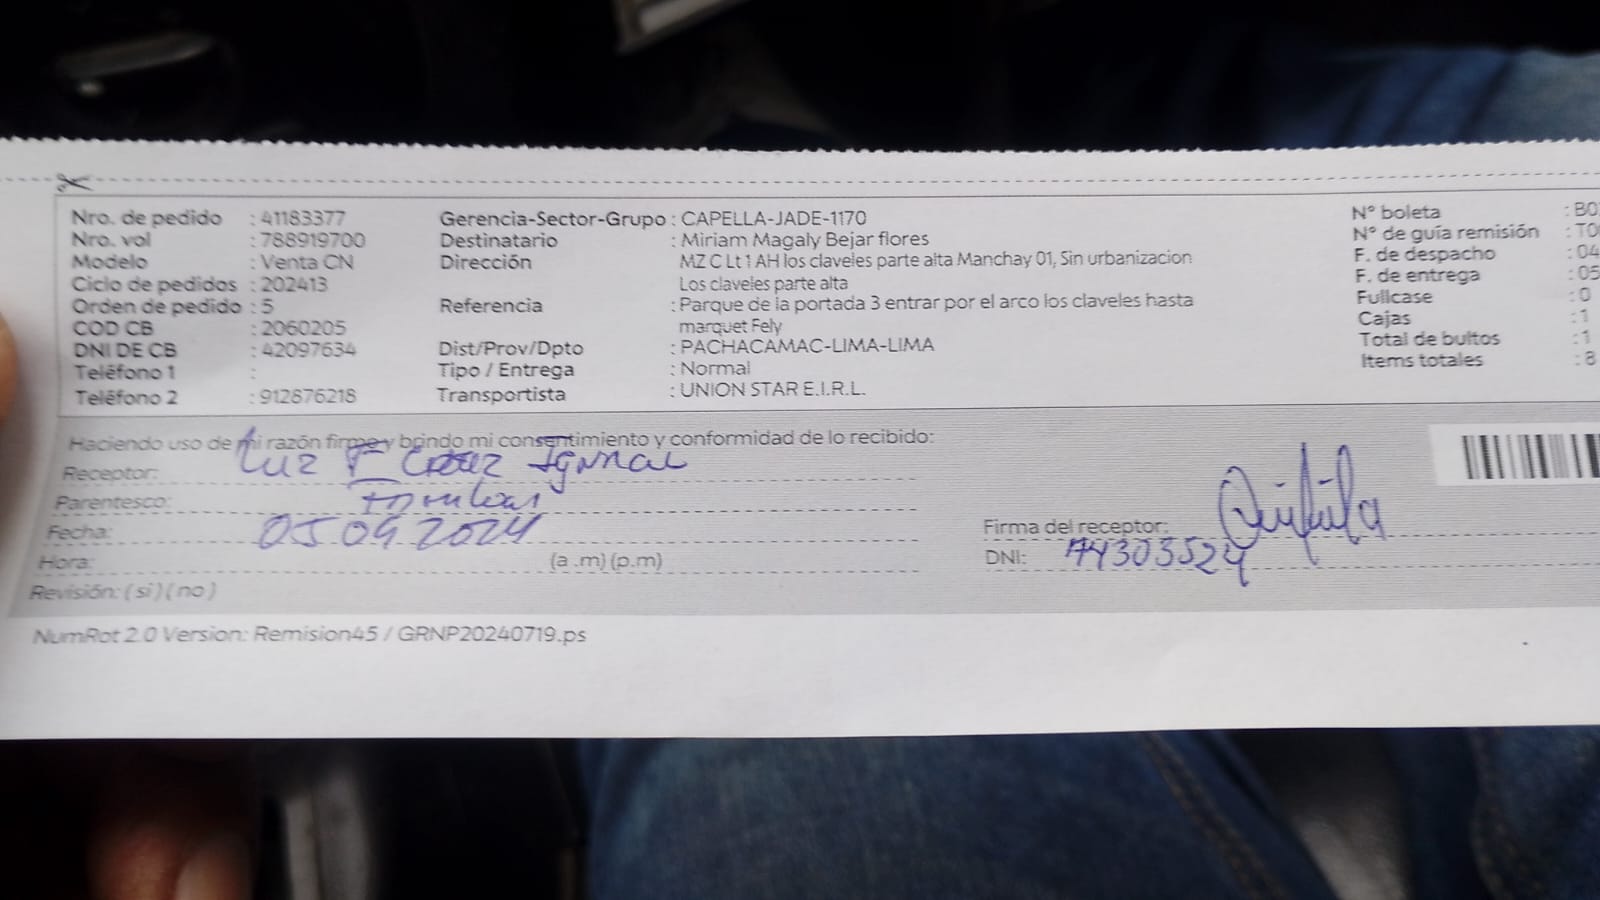 Nro. de pedido : 41183377
Nro. vol : 788919700
Modelo : Venta CN
Ciclo de pedidos : 202413
Orden de pedido : 5
COD CB : 2060205
DNI DE CB : 42097634
Teléfono 1 :
Teléfono 2 : 912876218
Gerencia-Sector-Grupo : CAPELLA-JADE-1170
Destinatario : Miriam Magaly Bejar flores
Dirección : MZ C Lt 1 AH los claveles parte alta Manchay 01, Sin urbanizacion
Los claveles parte alta
Referencia : Parque de la portada 3 entrar por el arco los claveles hasta
marquet Fely
Dist/Prov/Dpto : PACHACAMAC-LIMA-LIMA
Tipo / Entrega : Normal
Transportista : UNION STAR E.I.R.L.
N° boleta : B0
N° de guía remisión : T0
F. de despacho : 04
F. de entrega : 05
Fullcase : 0
Cajas : 1
Total de bultos : 1
Items totales : 8
Haciendo uso de mi razón firme y brindo mi consentimiento y conformidad de lo recibido:
Receptor: Luz F
Parentesco:
Fecha: 05 09 2024
Hora: (a .m) (p.m)
Revisión: ( si ) ( no )
Firma del receptor:
DNI: 74303524
NumRot 2.0 Version: Remision45 / GRNP20240719.ps